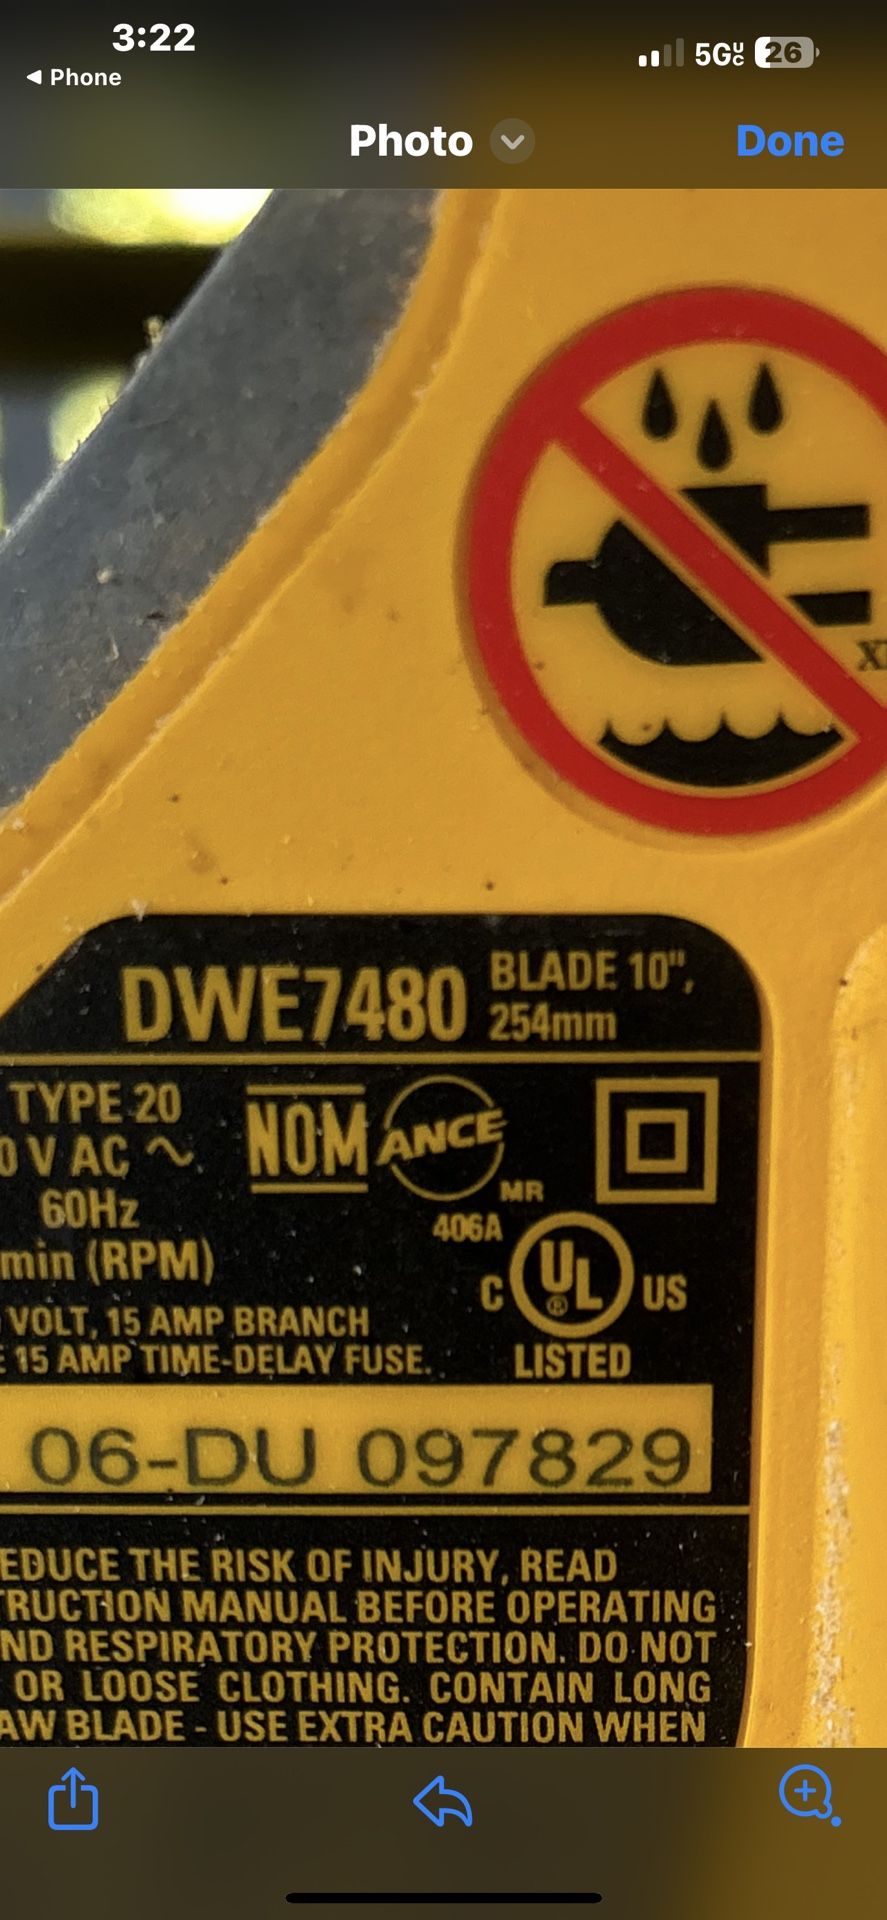 3:22
5G
26
Phone
Photo
Done
DWE7480
BLADE 10",
254mm
TYPE 20
V AC ~
60Hz
min (RPM)
NOM
ANCE
MR
406A
C UL US
®
LISTED
VOLT, 15 AMP BRANCH
15 AMP TIME-DELAY FUSE.
06-DU 097829
EDUCE THE RISK OF INJURY, READ
TRUCTION MANUAL BEFORE OPERATING
ND RESPIRATORY PROTECTION. DO NOT
OR LOOSE CLOTHING. CONTAIN LONG
AW BLADE - USE EXTRA CAUTION WHEN